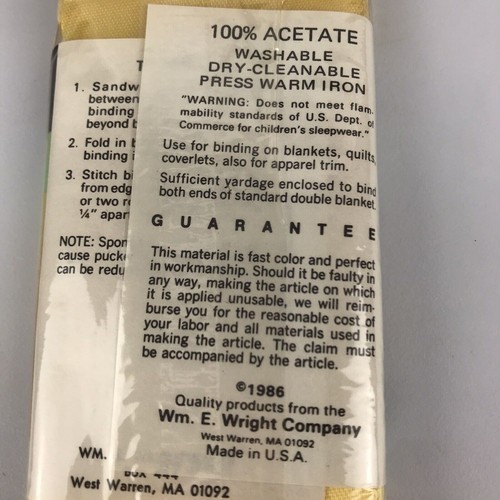 100% ACETATE
WASHABLE
DRY-CLEANABLE
PRESS WARM IRON
"WARNING: Does not meet flam-
mability standards of U.S. Dept. of
Commerce for children's sleepwear."
Use for binding on blankets, quilts,
coverlets, also for apparel trim.
Sufficient yardage enclosed to bind
both ends of standard double blanket.
GUARANTEE
This material is fast color and perfect
in workmanship. Should it be faulty in
any way, making the article on which
it is applied unusable, we will reim-
burse you for the reasonable cost of
your labor and all materials used in
making the article. The claim must
be accompanied by the article.
©1986
Quality products from the
Wm. E. Wright Company
West Warren, MA 01092
Made in U.S.A.
1. Sandw
between
binding
beyond
2. Fold in
binding
3. Stitch bi
from edg
or two
¼" apar
NOTE: Spon
cause pucke
can be redu
WM.
BOX 444
West Warren, MA 01092